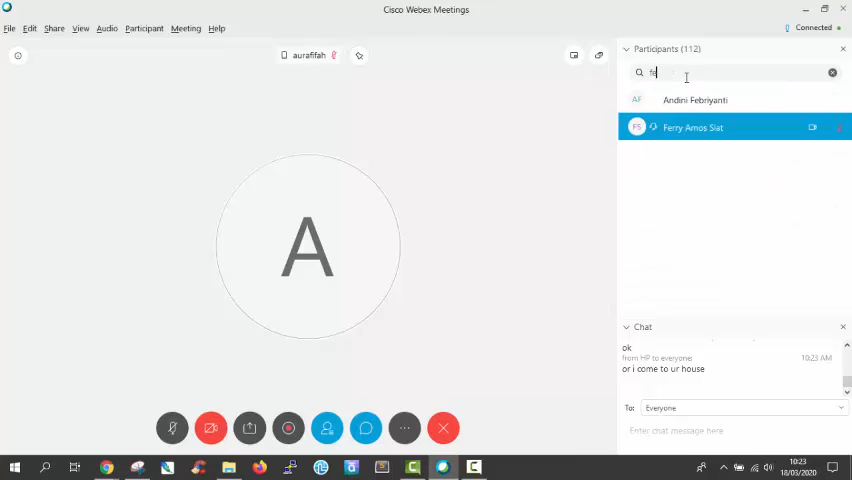 Cisco Webex Meetings
File Edit Share View Audio Participant Meeting Help
Connected
aurafifah
Participants (112)
fe
AF Andini Febriyanti
FS Ferry Amos Siat
A
Chat
ok
from HP to everyone: 10:23 AM
or i come to ur house
To: Everyone
Enter chat message here
10:23
18/03/2020